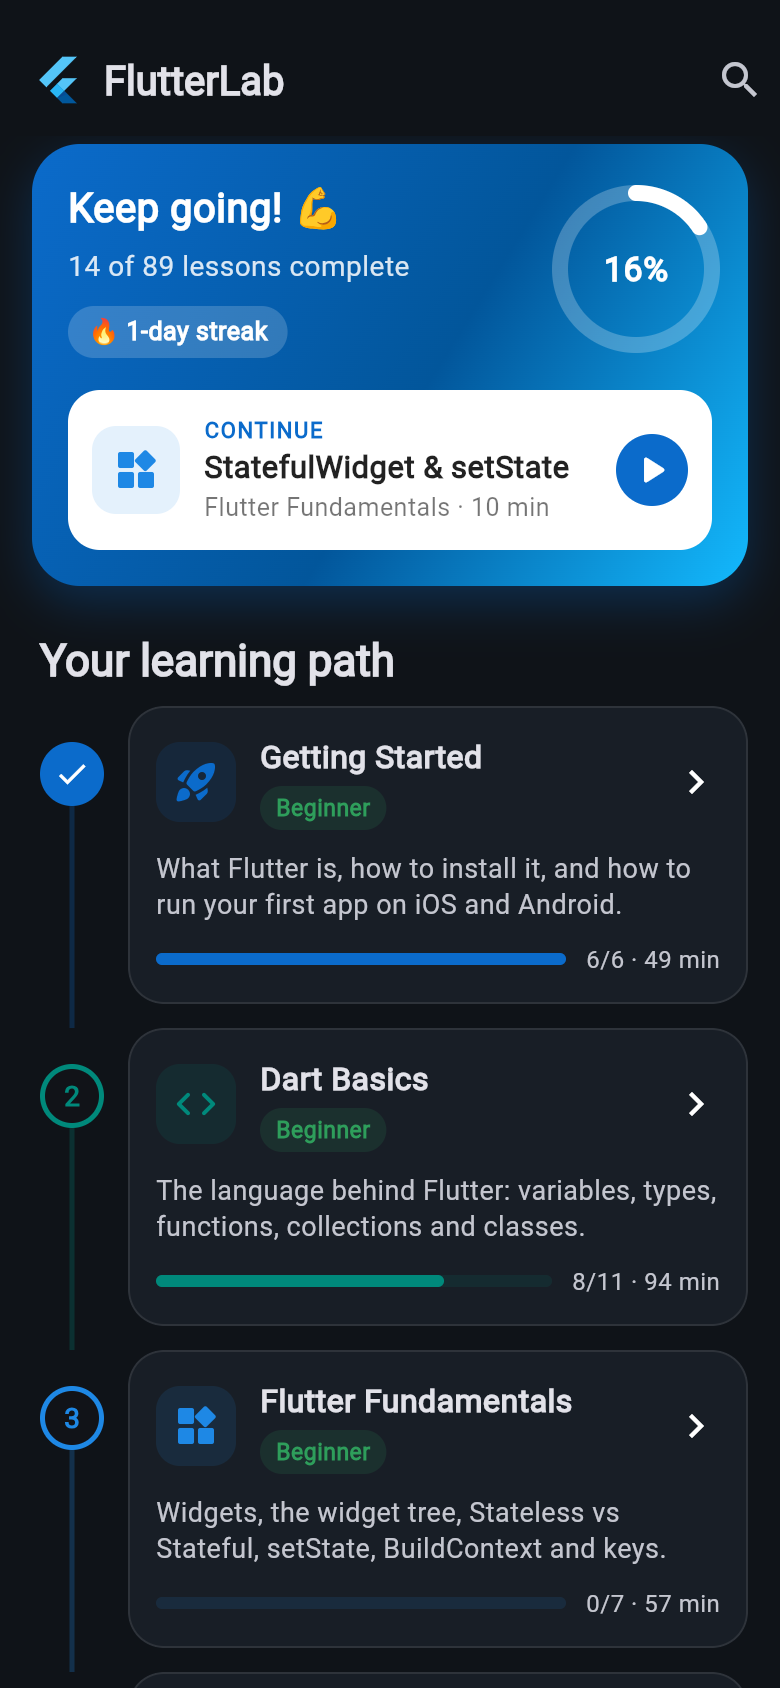 FlutterLab
Keep going! 💪
14 of 89 lessons complete
🔥 1-day streak
16%
CONTINUE
StatefulWidget & setState
Flutter Fundamentals · 10 min
Your learning path
Getting Started
Beginner
What Flutter is, how to install it, and how to
run your first app on iOS and Android.
6/6 · 49 min
2
Dart Basics
Beginner
The language behind Flutter: variables, types,
functions, collections and classes.
8/11 · 94 min
3
Flutter Fundamentals
Beginner
Widgets, the widget tree, Stateless vs
Stateful, setState, BuildContext and keys.
0/7 · 57 min